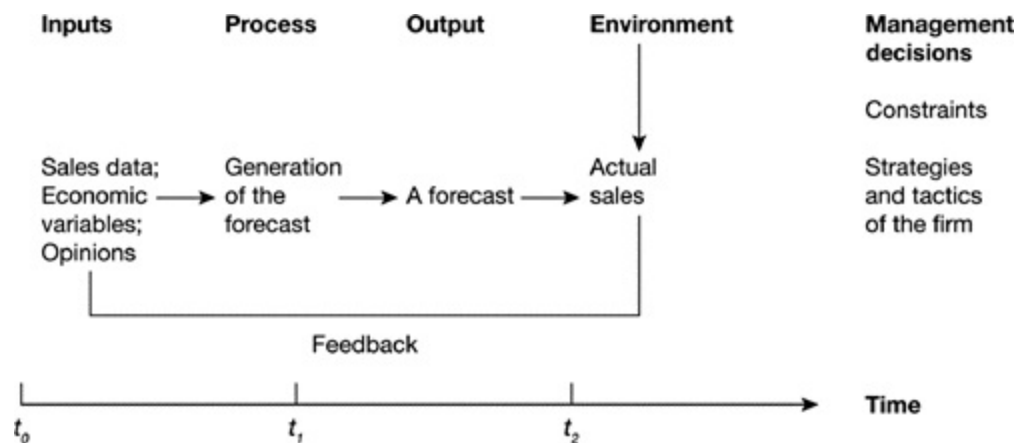 Inputs
Process
Output
Environment
Management
decisions
Constraints
Sales data;
Economic
variables;
Opinions
Generation
of the
forecast
A forecast
Actual
sales
Strategies
and tactics
of the firm
Feedback
Time
t0
t1
t2